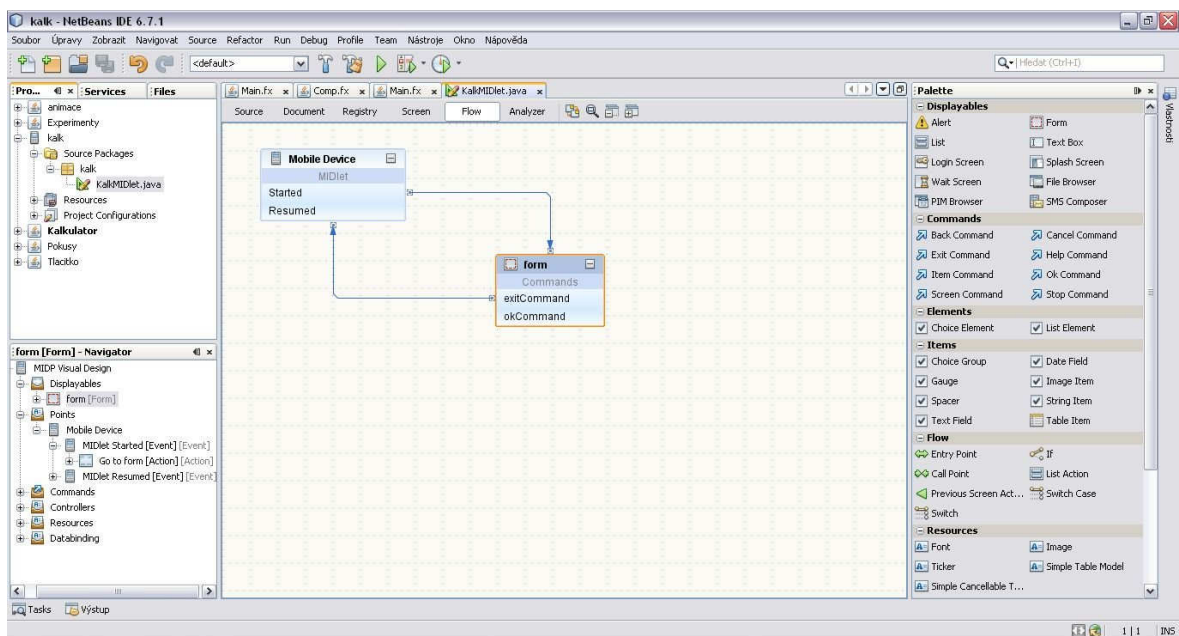 kalk - NetBeans IDE 6.7.1
Soubor Úpravy Zobrazit Navigovat Source Refactor Run Debug Profile Team Nástroje Okno Nápověda
<default>
Hledat (Ctrl+I)
Pro... Services Files
animace
Experimenty
kalk
Source Packages
kalk
KalkMIDlet.java
Resources
Project Configurations
Kalkulator
Pokusy
Tlacitko
form [Form] - Navigator
MIDP Visual Design
Displayables
form [Form]
Points
Mobile Device
MIDlet Started [Event] [Event]
Go to form [Action] [Action]
MIDlet Resumed [Event] [Event]
Commands
Controllers
Resources
Databinding
Main.fx Comp.fx Main.fx KalkMIDlet.java
Source Document Registry Screen Flow Analyzer
Mobile Device
MIDlet
Started
Resumed
form
Commands
exitCommand
okCommand
Palette
Displayables
Alert Form
List Text Box
Login Screen Splash Screen
Wait Screen File Browser
PIM Browser SMS Composer
Commands
Back Command Cancel Command
Exit Command Help Command
Item Command Ok Command
Screen Command Stop Command
Elements
Choice Element List Element
Items
Choice Group Date Field
Gauge Image Item
Spacer String Item
Text Field Table Item
Flow
Entry Point If
Call Point List Action
Previous Screen Act... Switch Case
Switch
Resources
Font Image
Ticker Simple Table Model
Simple Cancellable T...
Vlastnosti
Tasks Výstup
1 | 1 INS